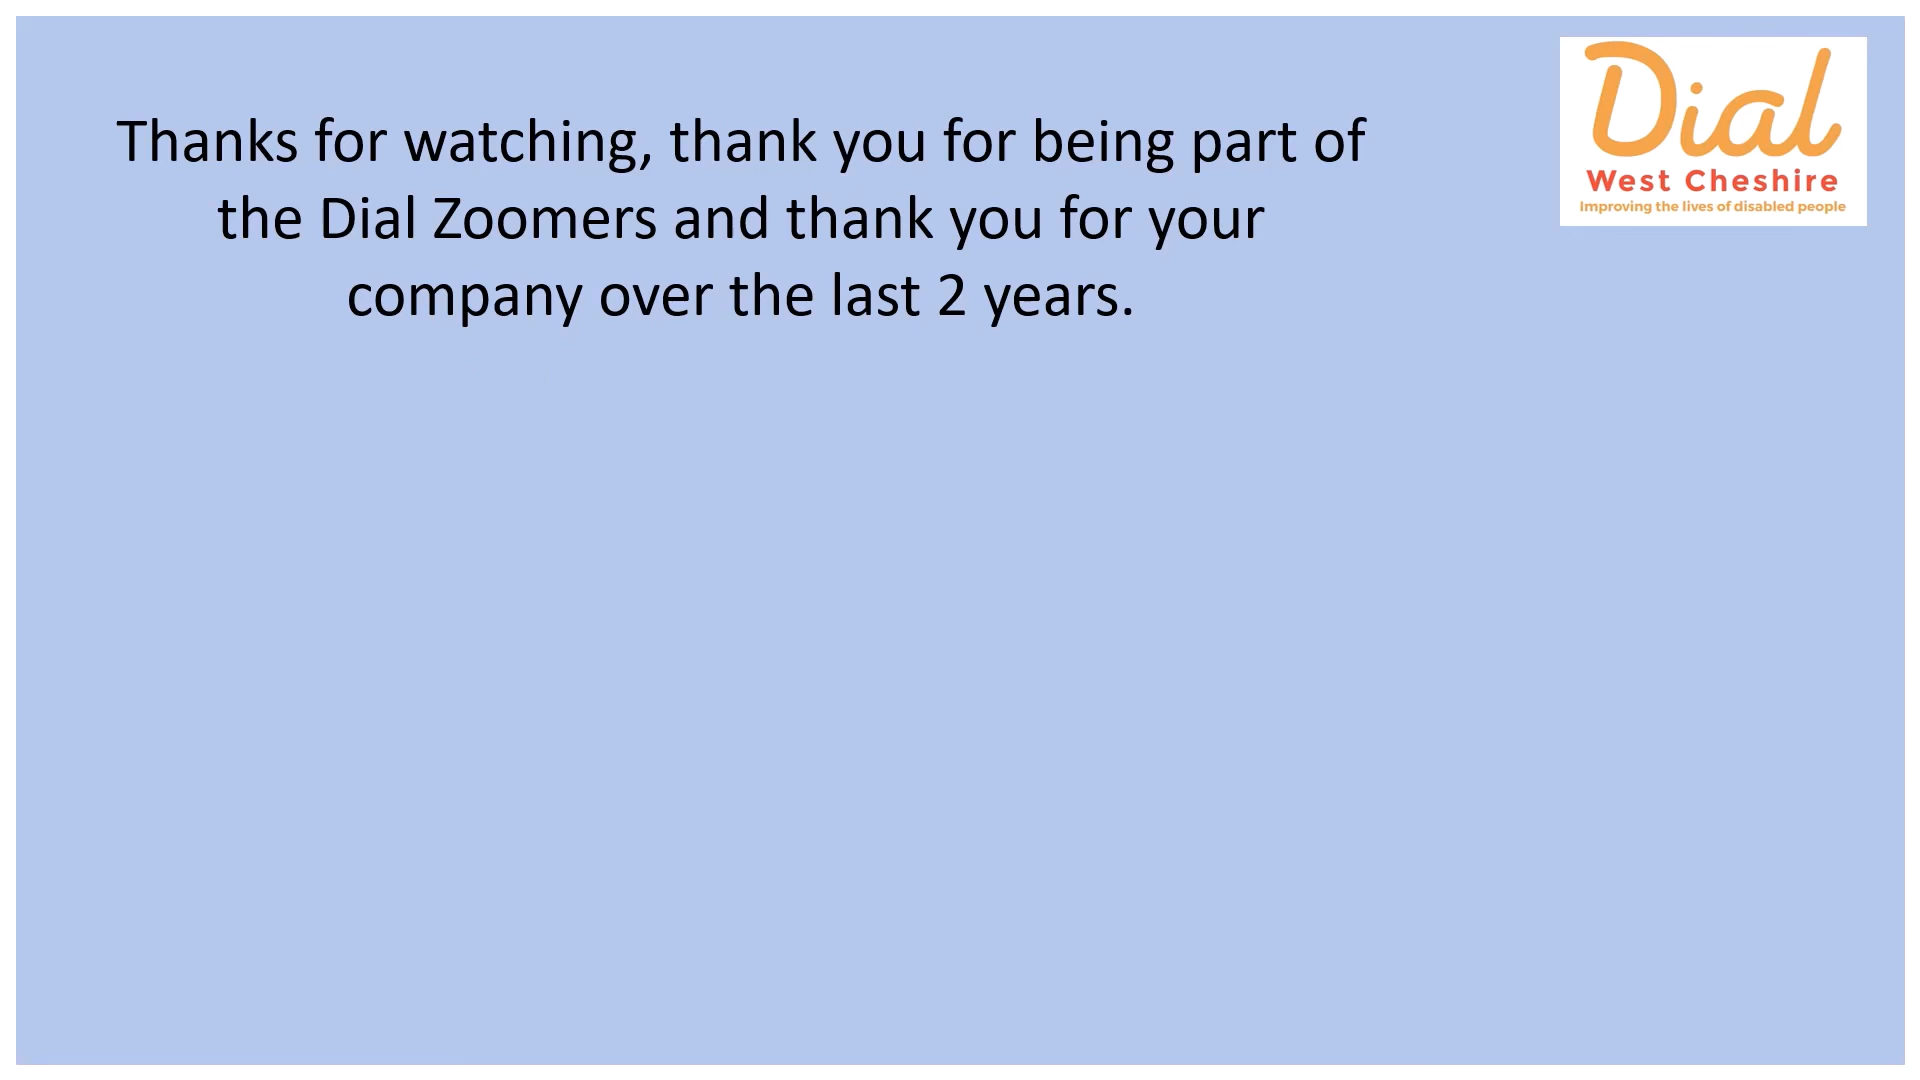 Thanks for watching, thank you for being part of
the Dial Zoomers and thank you for your
company over the last 2 years.
Dial
West Cheshire
Improving the lives of disabled people